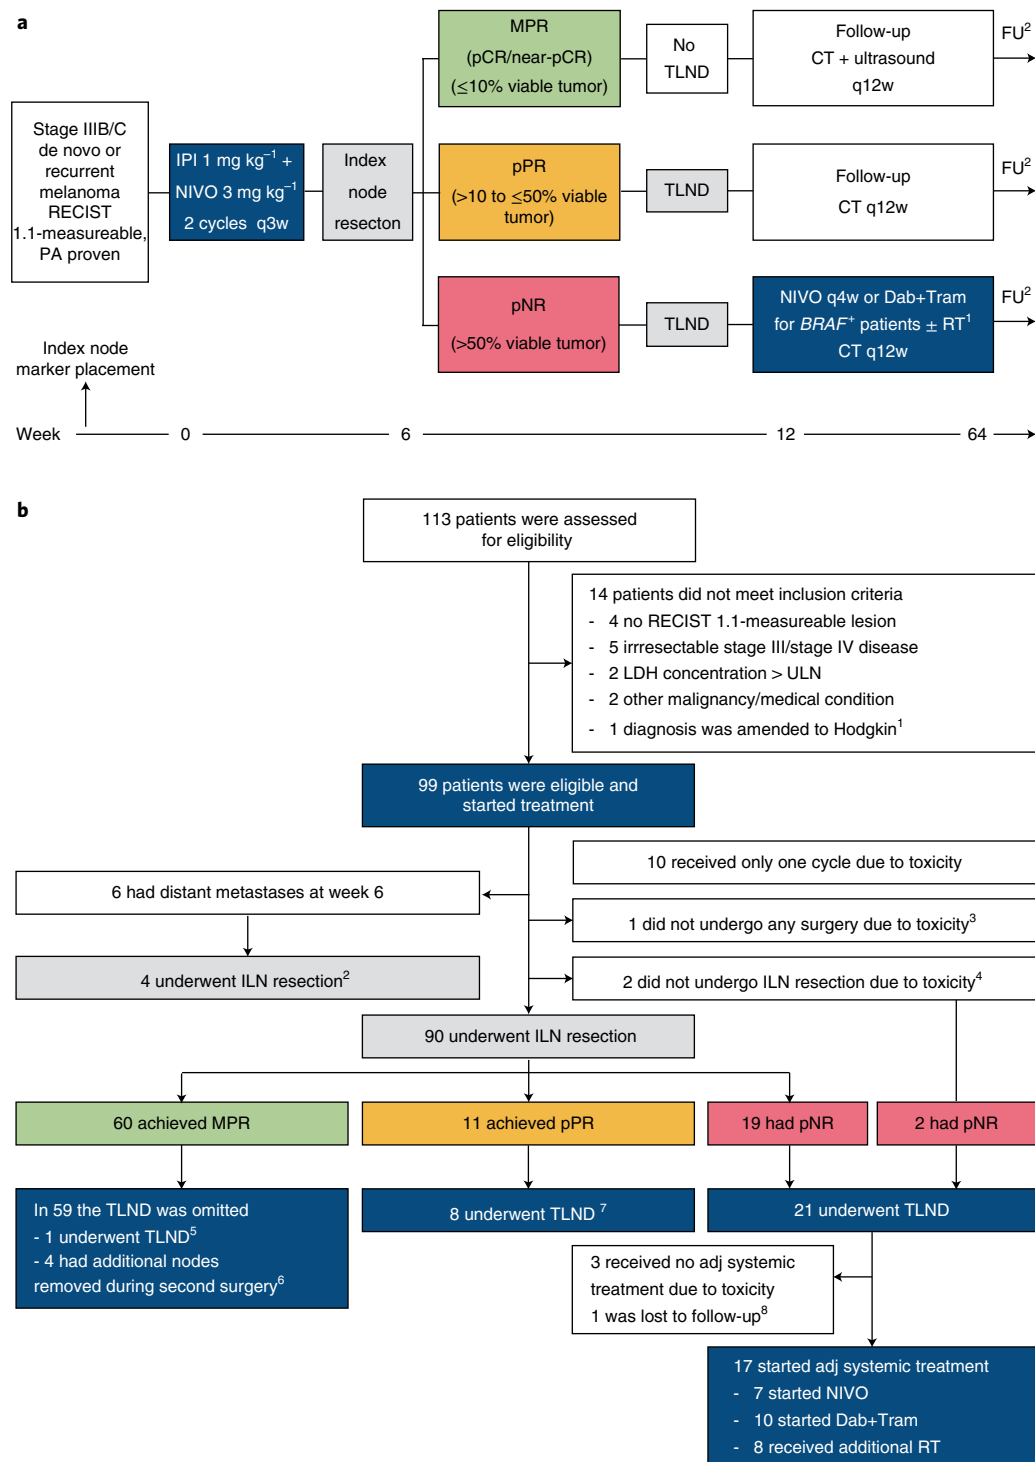 a
Stage IIIB/C
de novo or
recurrent
melanoma
RECIST
1.1-measureable,
PA proven
IPI 1 mg kg⁻¹ +
NIVO 3 mg kg⁻¹
2 cycles q3w
Index
node
resecton
MPR
(pCR/near-pCR)
(≤10% viable tumor)
No
TLND
Follow-up
CT + ultrasound
q12w
FU²
pPR
(>10 to ≤50% viable
tumor)
TLND
Follow-up
CT q12w
FU²
pNR
(>50% viable tumor)
TLND
NIVO q4w or Dab+Tram
for BRAF⁺ patients ± RT¹
CT q12w
FU²
Index node
marker placement
Week 0 6 12 64
b
113 patients were assessed
for eligibility
14 patients did not meet inclusion criteria
- 4 no RECIST 1.1-measureable lesion
- 5 irrresectable stage III/stage IV disease
- 2 LDH concentration > ULN
- 2 other malignancy/medical condition
- 1 diagnosis was amended to Hodgkin¹
99 patients were eligible and
started treatment
10 received only one cycle due to toxicity
6 had distant metastases at week 6
1 did not undergo any surgery due to toxicity³
4 underwent ILN resection²
2 did not undergo ILN resection due to toxicity⁴
90 underwent ILN resection
60 achieved MPR
11 achieved pPR
19 had pNR
2 had pNR
In 59 the TLND was omitted
- 1 underwent TLND⁵
- 4 had additional nodes
removed during second surgery⁶
8 underwent TLND ⁷
21 underwent TLND
3 received no adj systemic
treatment due to toxicity
1 was lost to follow-up⁸
17 started adj systemic treatment
- 7 started NIVO
- 10 started Dab+Tram
- 8 received additional RT